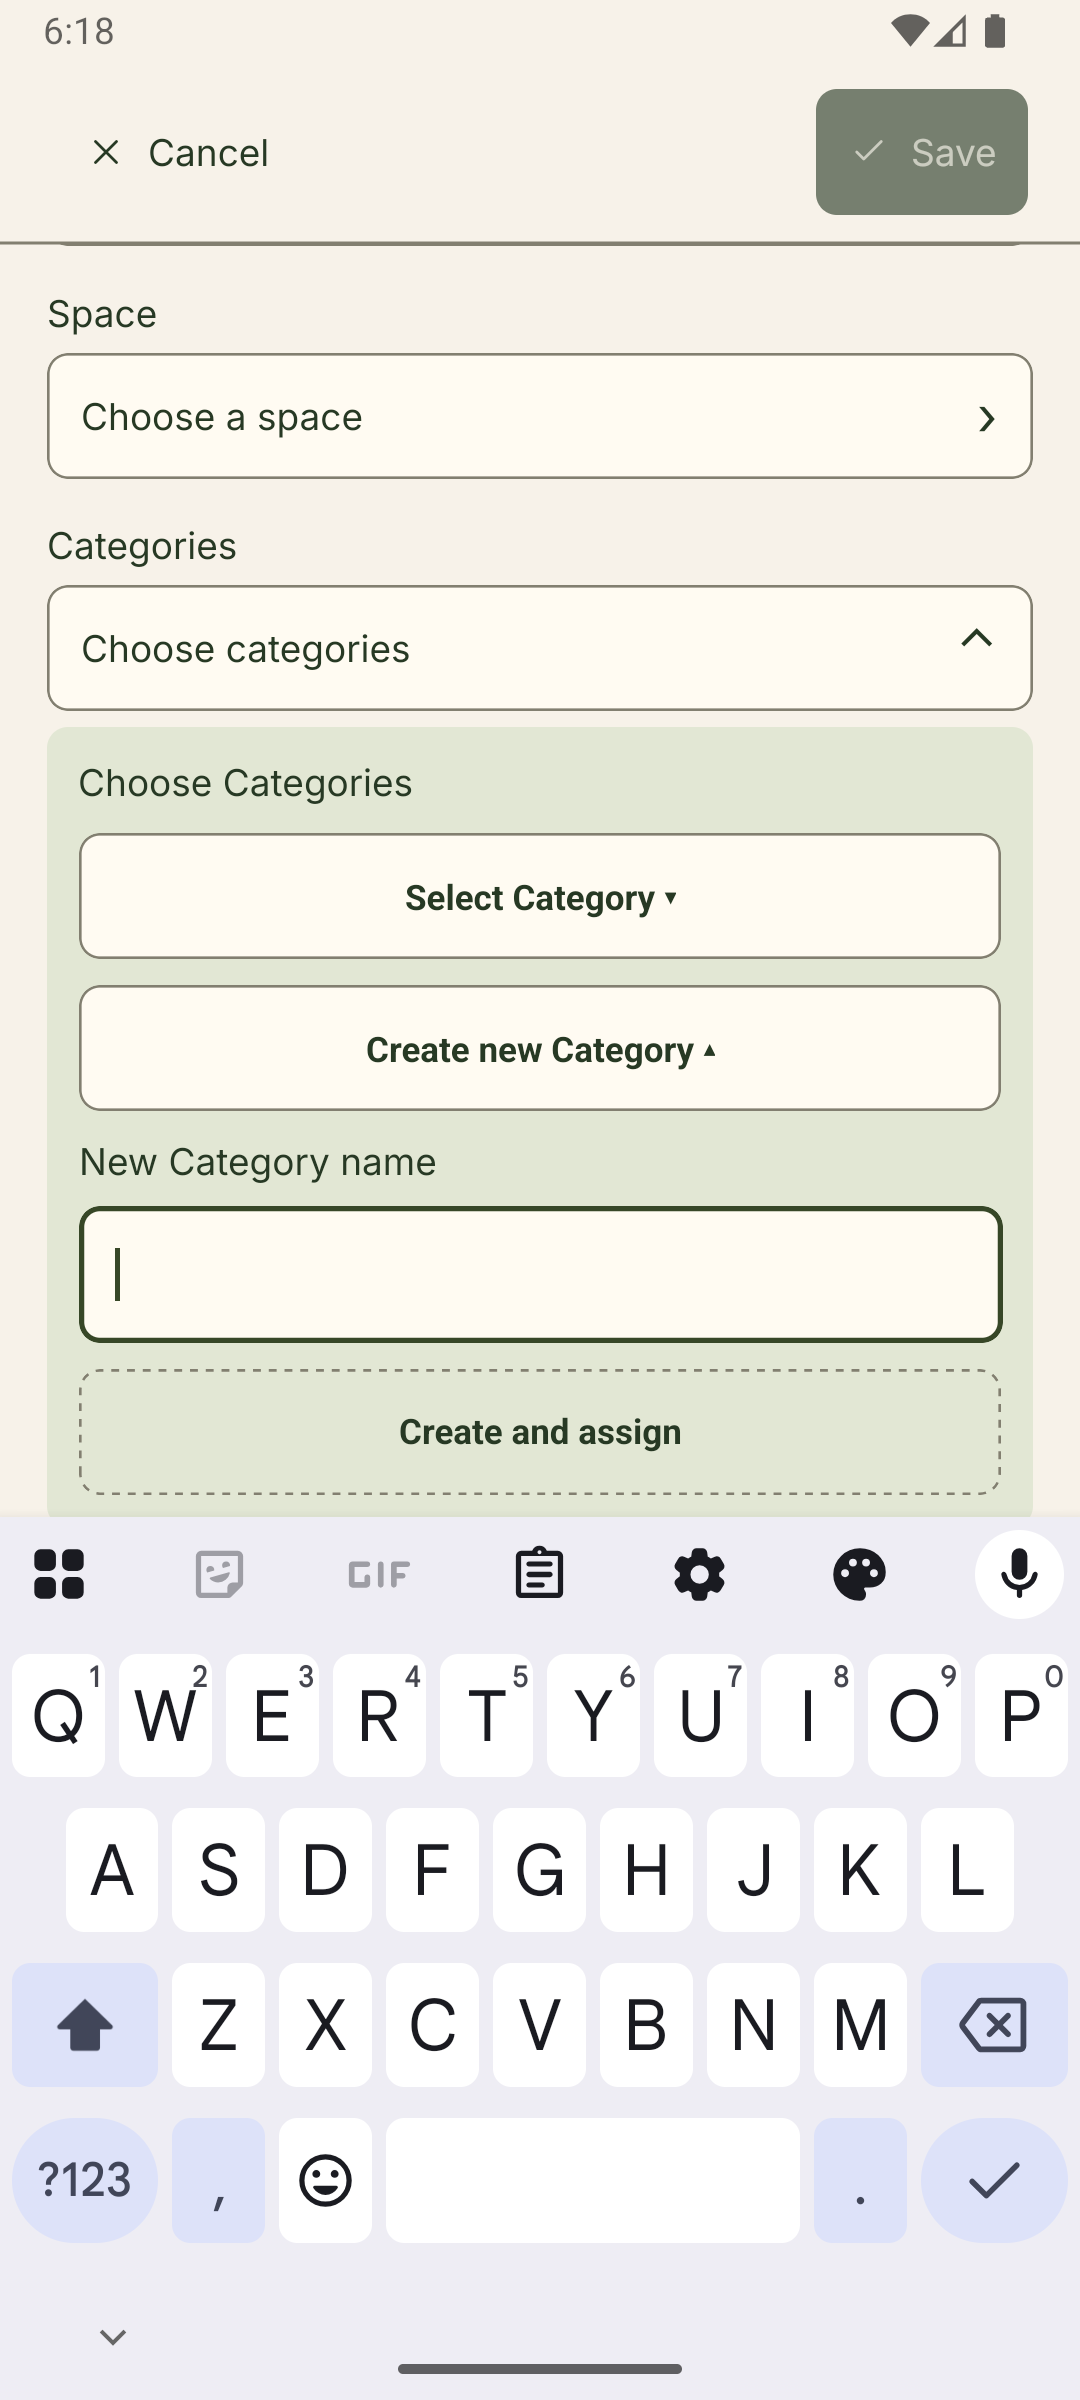 6:18
Cancel
Save
Space
Choose a space
Categories
Choose categories
Choose Categories
Select Category ▾
Create new Category ▴
New Category name
Create and assign
GIF
Q 1 W 2 E 3 R 4 T 5 Y 6 U 7 I 8 O 9 P 0
A S D F G H J K L
Z X C V B N M
?123 , .